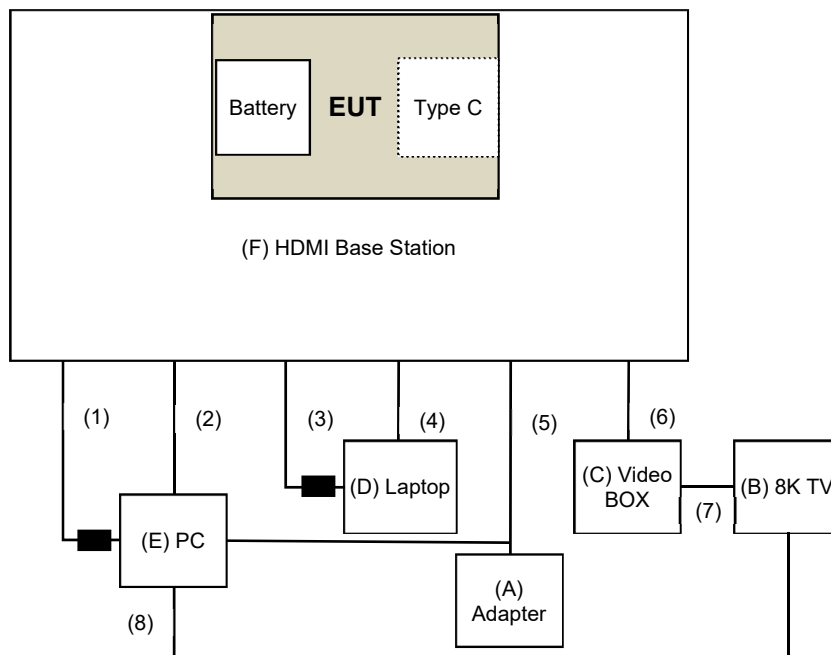 Battery
EUT
Type C
(F) HDMI Base Station
(1)
(2)
(3)
(4)
(5)
(6)
(D) Laptop
(C) Video
BOX
(B) 8K TV
(7)
(E) PC
(A)
Adapter
(8)